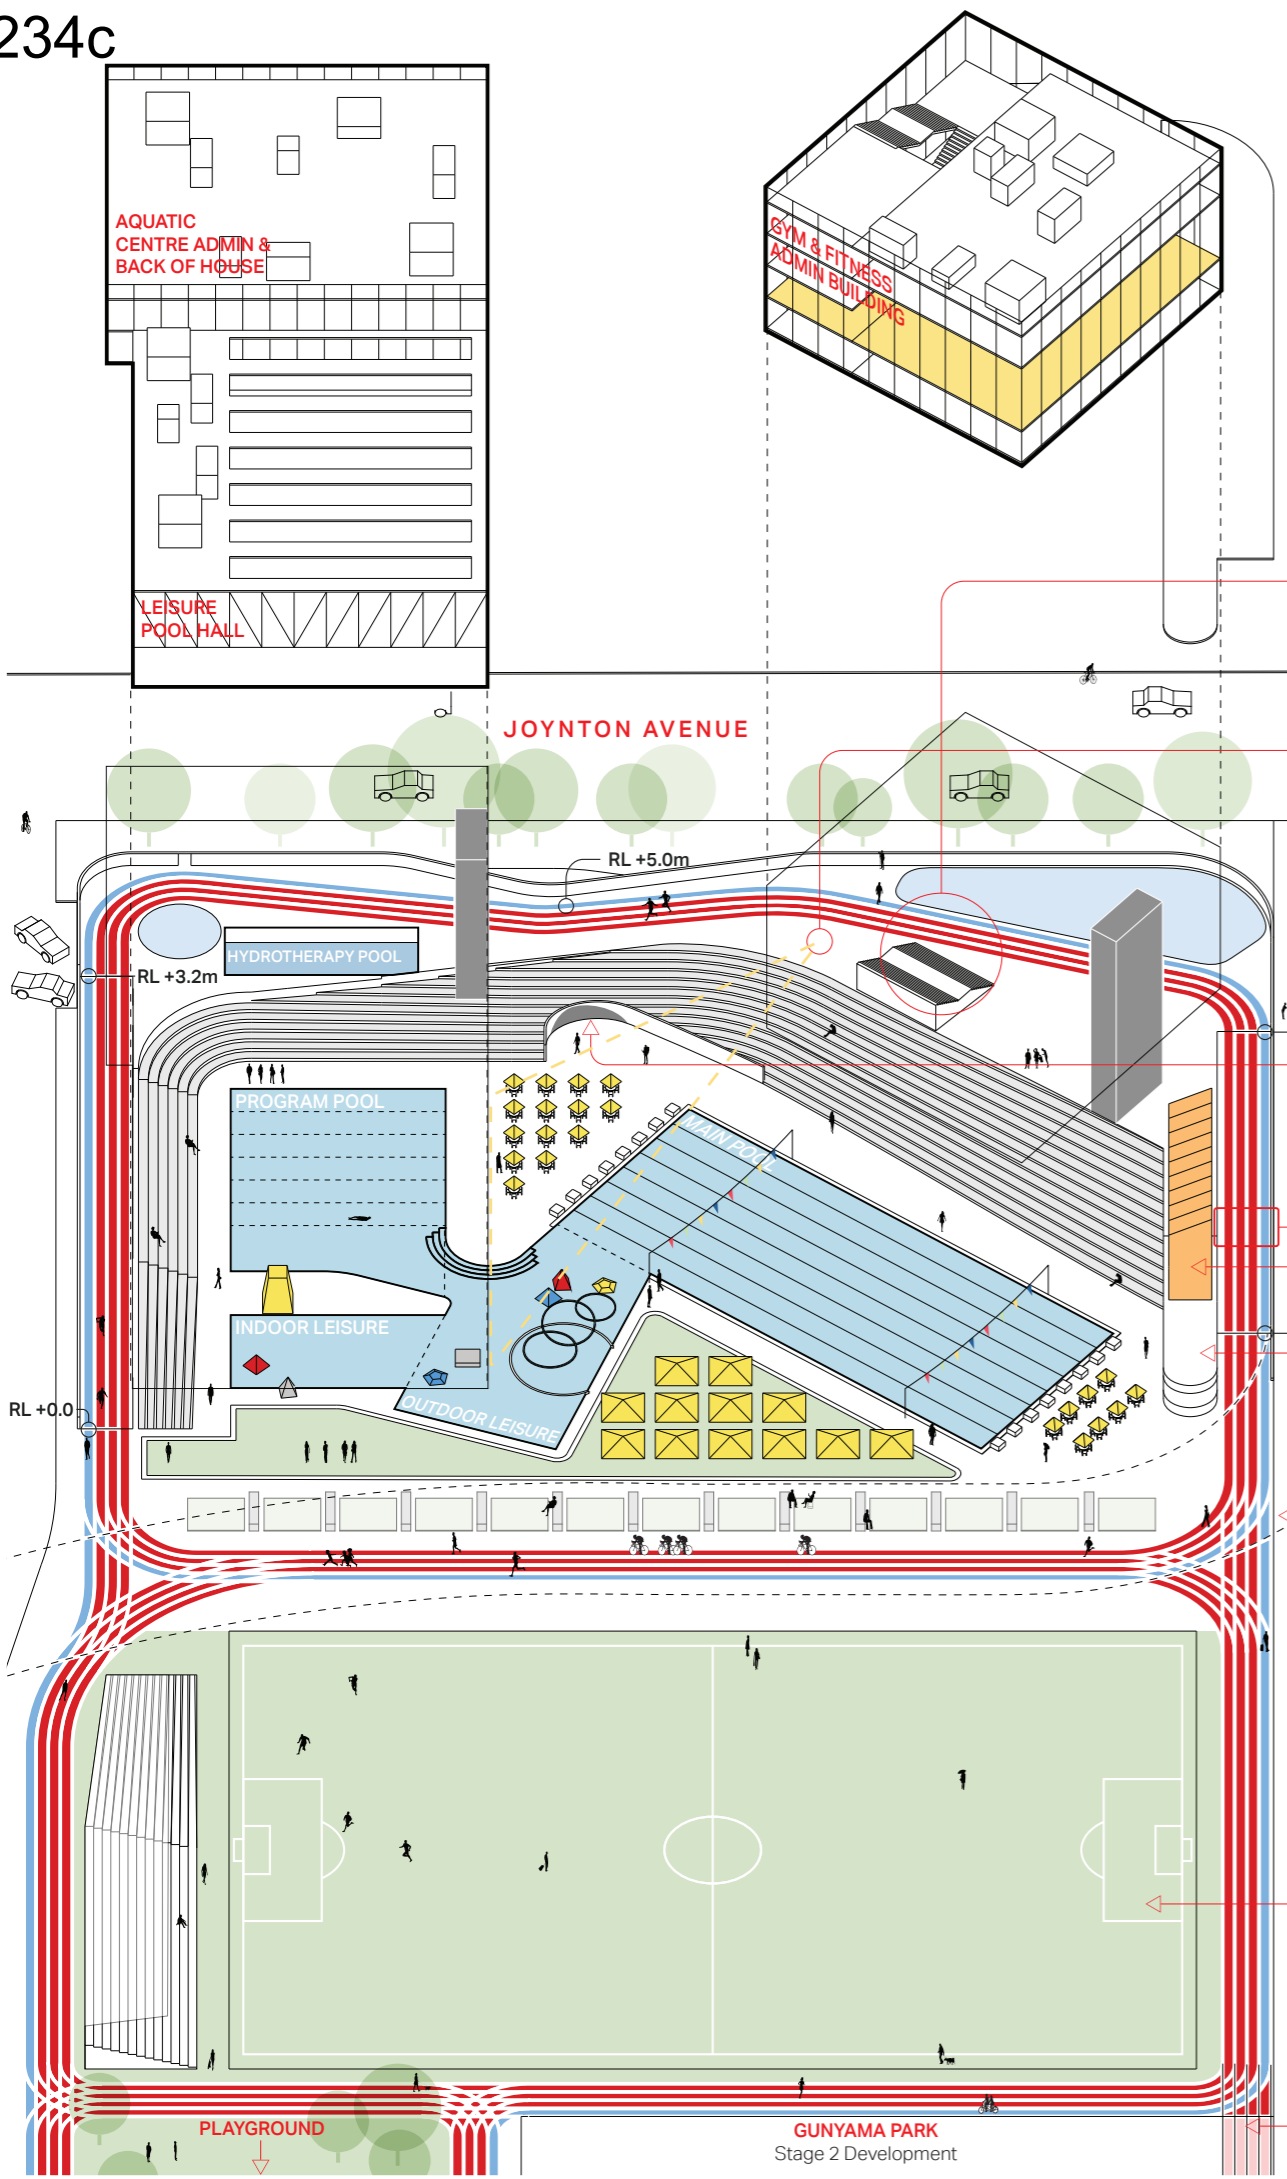 234c
AQUATIC
CENTRE ADMIN &
BACK OF HOUSE
GYM & FITNESS
ADMIN BUILDING
LEISURE
POOL HALL
JOYNTON AVENUE
RL +5.0m
HYDROTHERAPY POOL
RL +3.2m
PROGRAM POOL
MAIN POOL
INDOOR LEISURE
OUTDOOR LEISURE
RL +0.0
PLAYGROUND
GUNYAMA PARK
Stage 2 Development